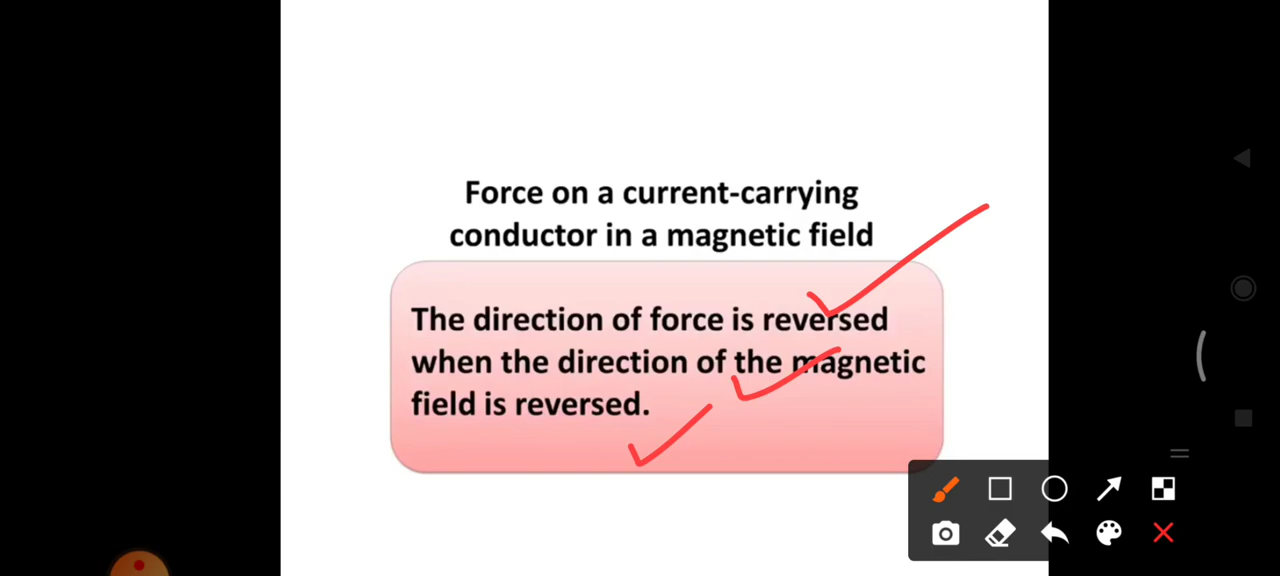 Force on a current-carrying
conductor in a magnetic field
The direction of force is reversed
when the direction of the magnetic
field is reversed.